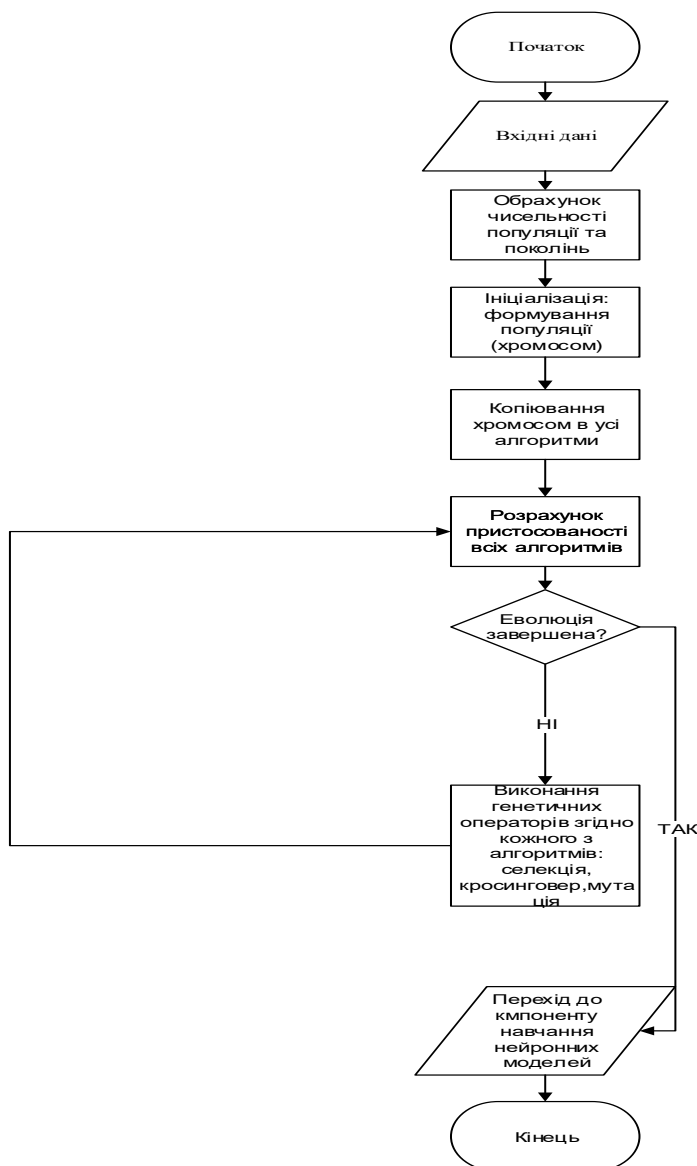 Початок
Вхідні дані
Обрахунок
чисельності
популяції та
поколінь
Ініціалізація:
формування
популяції
(хромосом)
Копіювання
хромосом в усі
алгоритми
Розрахунок
пристосованості
всіх алгоритмів
Еволюція
завершена?
НІ
Виконання
генетичних
операторів згідно
кожного з
алгоритмів:
селекція,
кросинговер,мута
ція
ТАК
Перехід до
кмпоненту
навчання
нейронних
моделей
Кінець